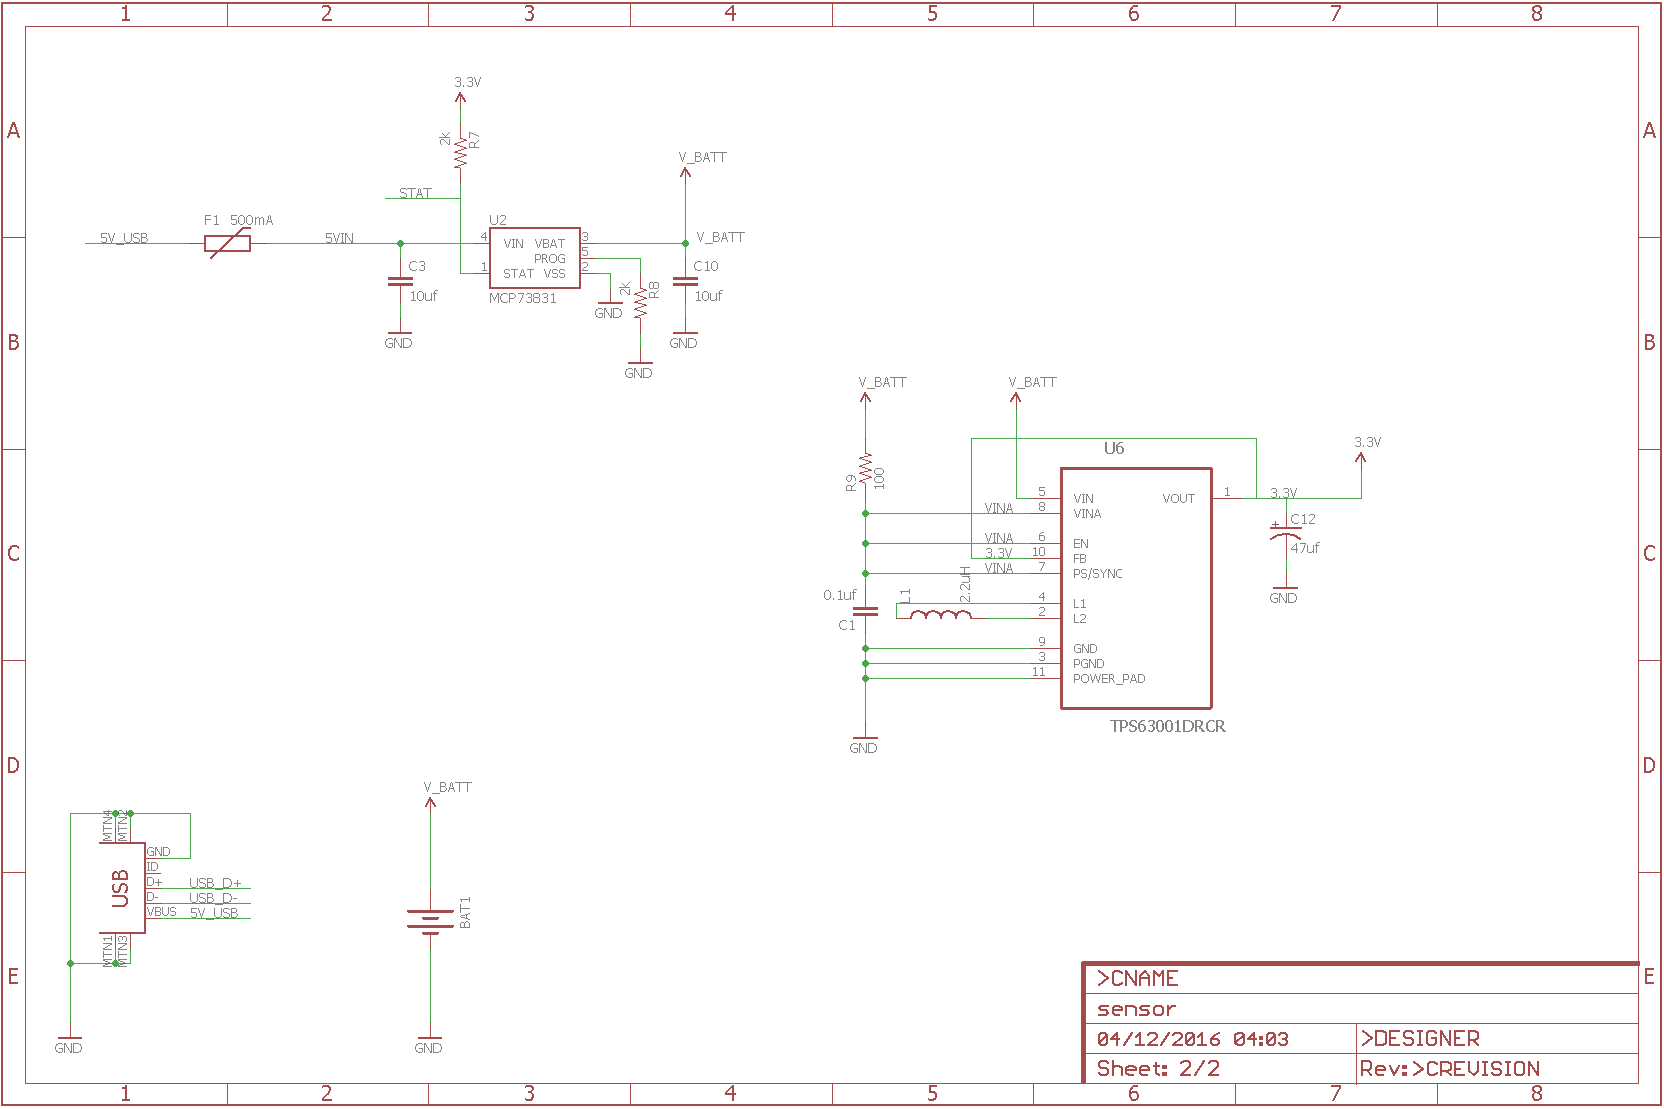 1 2 3 4 5 6 7 8
A A
B B
C C
D D
E E
3.3V
2k
R7
STAT
F1 500mA
5V_USB
5VIN
C3
10uf
GND
U2
4 VIN VBAT 3
PROG 5
1 STAT VSS 2
MCP73831
GND
2k
R8
GND
V_BATT
V_BATT
C10
10uf
GND
V_BATT
R9
100
0.1uf
C1
GND
V_BATT
U6
VINA
VINA
3.3V
VINA
L1
2.2uH
5 VIN VOUT 1
8 VINA
6 EN
10 FB
7 PS/SYNC
4 L1
2 L2
9 GND
3 PGND
11 POWER_PAD
TPS63001DRCR
3.3V
3.3V
+
C12
47uf
GND
MTN4
MTN2
USB
GND
ID
D+ USB_D+
D- USB_D-
VBUS 5V_USB
MTN1
MTN3
GND
V_BATT
BAT1
GND
>CNAME
sensor
04/12/2016 04:03 >DESIGNER
Sheet: 2/2 Rev:>CREVISION
1 2 3 4 5 6 7 8